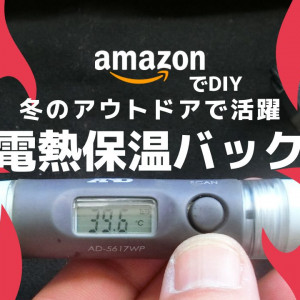 amazon
でDIY
冬のアウトドアで活躍
電熱保温バック
A&D
SCAN
39.6 °C
AD-5617WP